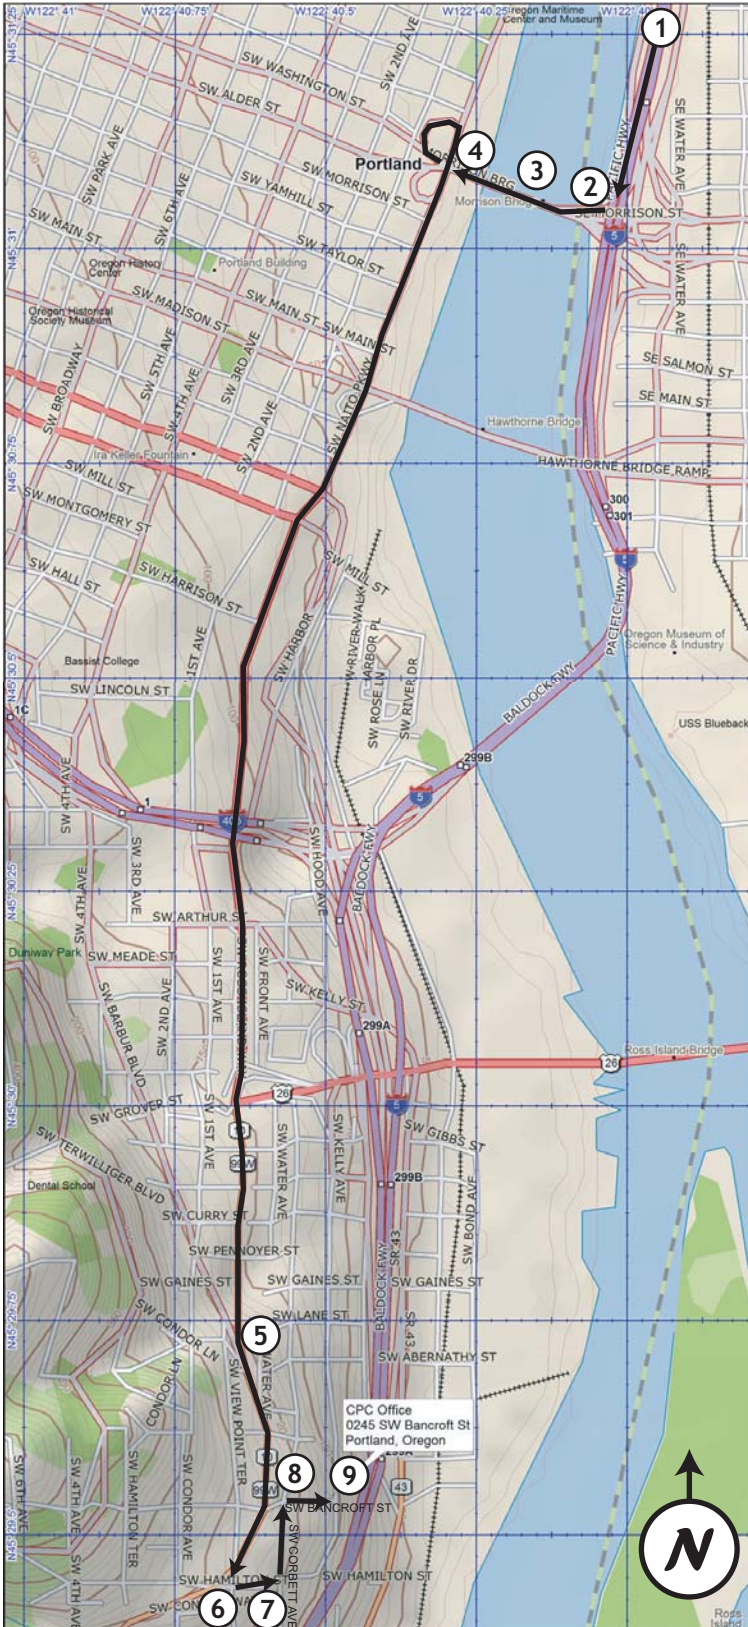 W122° 41'
W122° 40.75'
W122° 40.5'
W122° 40.25'
Oregon Maritime
Center and Museum
N45° 31.25'
1
SW 2ND AVE
SW WASHINGTON ST
SW ALDER ST
PACIFIC HWY
SE WATER AVE
SW PARK AVE
Portland
4
3
2
MORRISON BRG
Morrison Bridge
SE MORRISON ST
5
SW MORRISON ST
SW YAMHILL ST
SW 6TH AVE
SW MAIN ST
N45° 31'
SW TAYLOR ST
Oregon History
Center
Portland Building
SE WATER AVE
Oregon Historical
Society Museum
SW MADISON ST
SW MAIN ST
SW MAIN ST
SW BROADWAY
SW 5TH AVE
SW 4TH AVE
SW 3RD AVE
SW 2ND AVE
SW NAITO PKWY
SE SALMON ST
SE MAIN ST
Hawthorne Bridge
HAWTHORNE BRIDGE RAMP
N45° 30.75'
Ira Keller Fountain
SW MILL ST
SW MONTGOMERY ST
300
301
5
SW HALL ST
SW HARRISON ST
SW MILL ST
PACIFIC HWY
SW HARBOR
W RIVER WALK
HARBOR PL
SW ROSE LN
SW RIVER DR
Oregon Museum of
Science & Industry
1ST AVE
Bassist College
SW LINCOLN ST
N45° 30.5'
BALDOCK FWY
USS Blueback
1C
299B
1
405
5
SW 4TH AVE
SW 3RD AVE
SW HOOD AVE
BALDOCK FWY
N45° 30.25'
SW 4TH AVE
SW ARTHUR ST
Duniway Park
SW MEADE ST
SW 1ST AVE
SW FRONT AVE
SW KELLY ST
SW 2ND AVE
SW BARBUR BLVD
299A
Ross Island Bridge
26
26
N45° 30'
SW GROVER ST
5
SW 1ST AVE
10
99W
SW WATER AVE
SW KELLY AVE
SW GIBBS ST
SW TERWILLIGER BLVD
Dental School
299B
SW CURRY ST
SW BOND AVE
SW PENNOYER ST
SR 43
SW GAINES ST
SW GAINES ST
SW GAINES ST
BALDOCK FWY
N45° 29.75'
5
SW LANE ST
SR 43
SW CONDOR LN
SW ABERNATHY ST
CONDOR LN
SW VIEW POINT TER
WATER AVE
CPC Office
0245 SW Bancroft St
Portland, Oregon
299A
SW 6TH AVE
SW 4TH AVE
SW HAMILTON TER
SW CONDOR AVE
10
99W
8
9
43
SW BANCROFT ST
N45° 29.5'
SW CORBETT AVE
SW HAMILTON ST
SW HAMILTON ST
SW 4TH AVE
6
7
N
Ross
Island